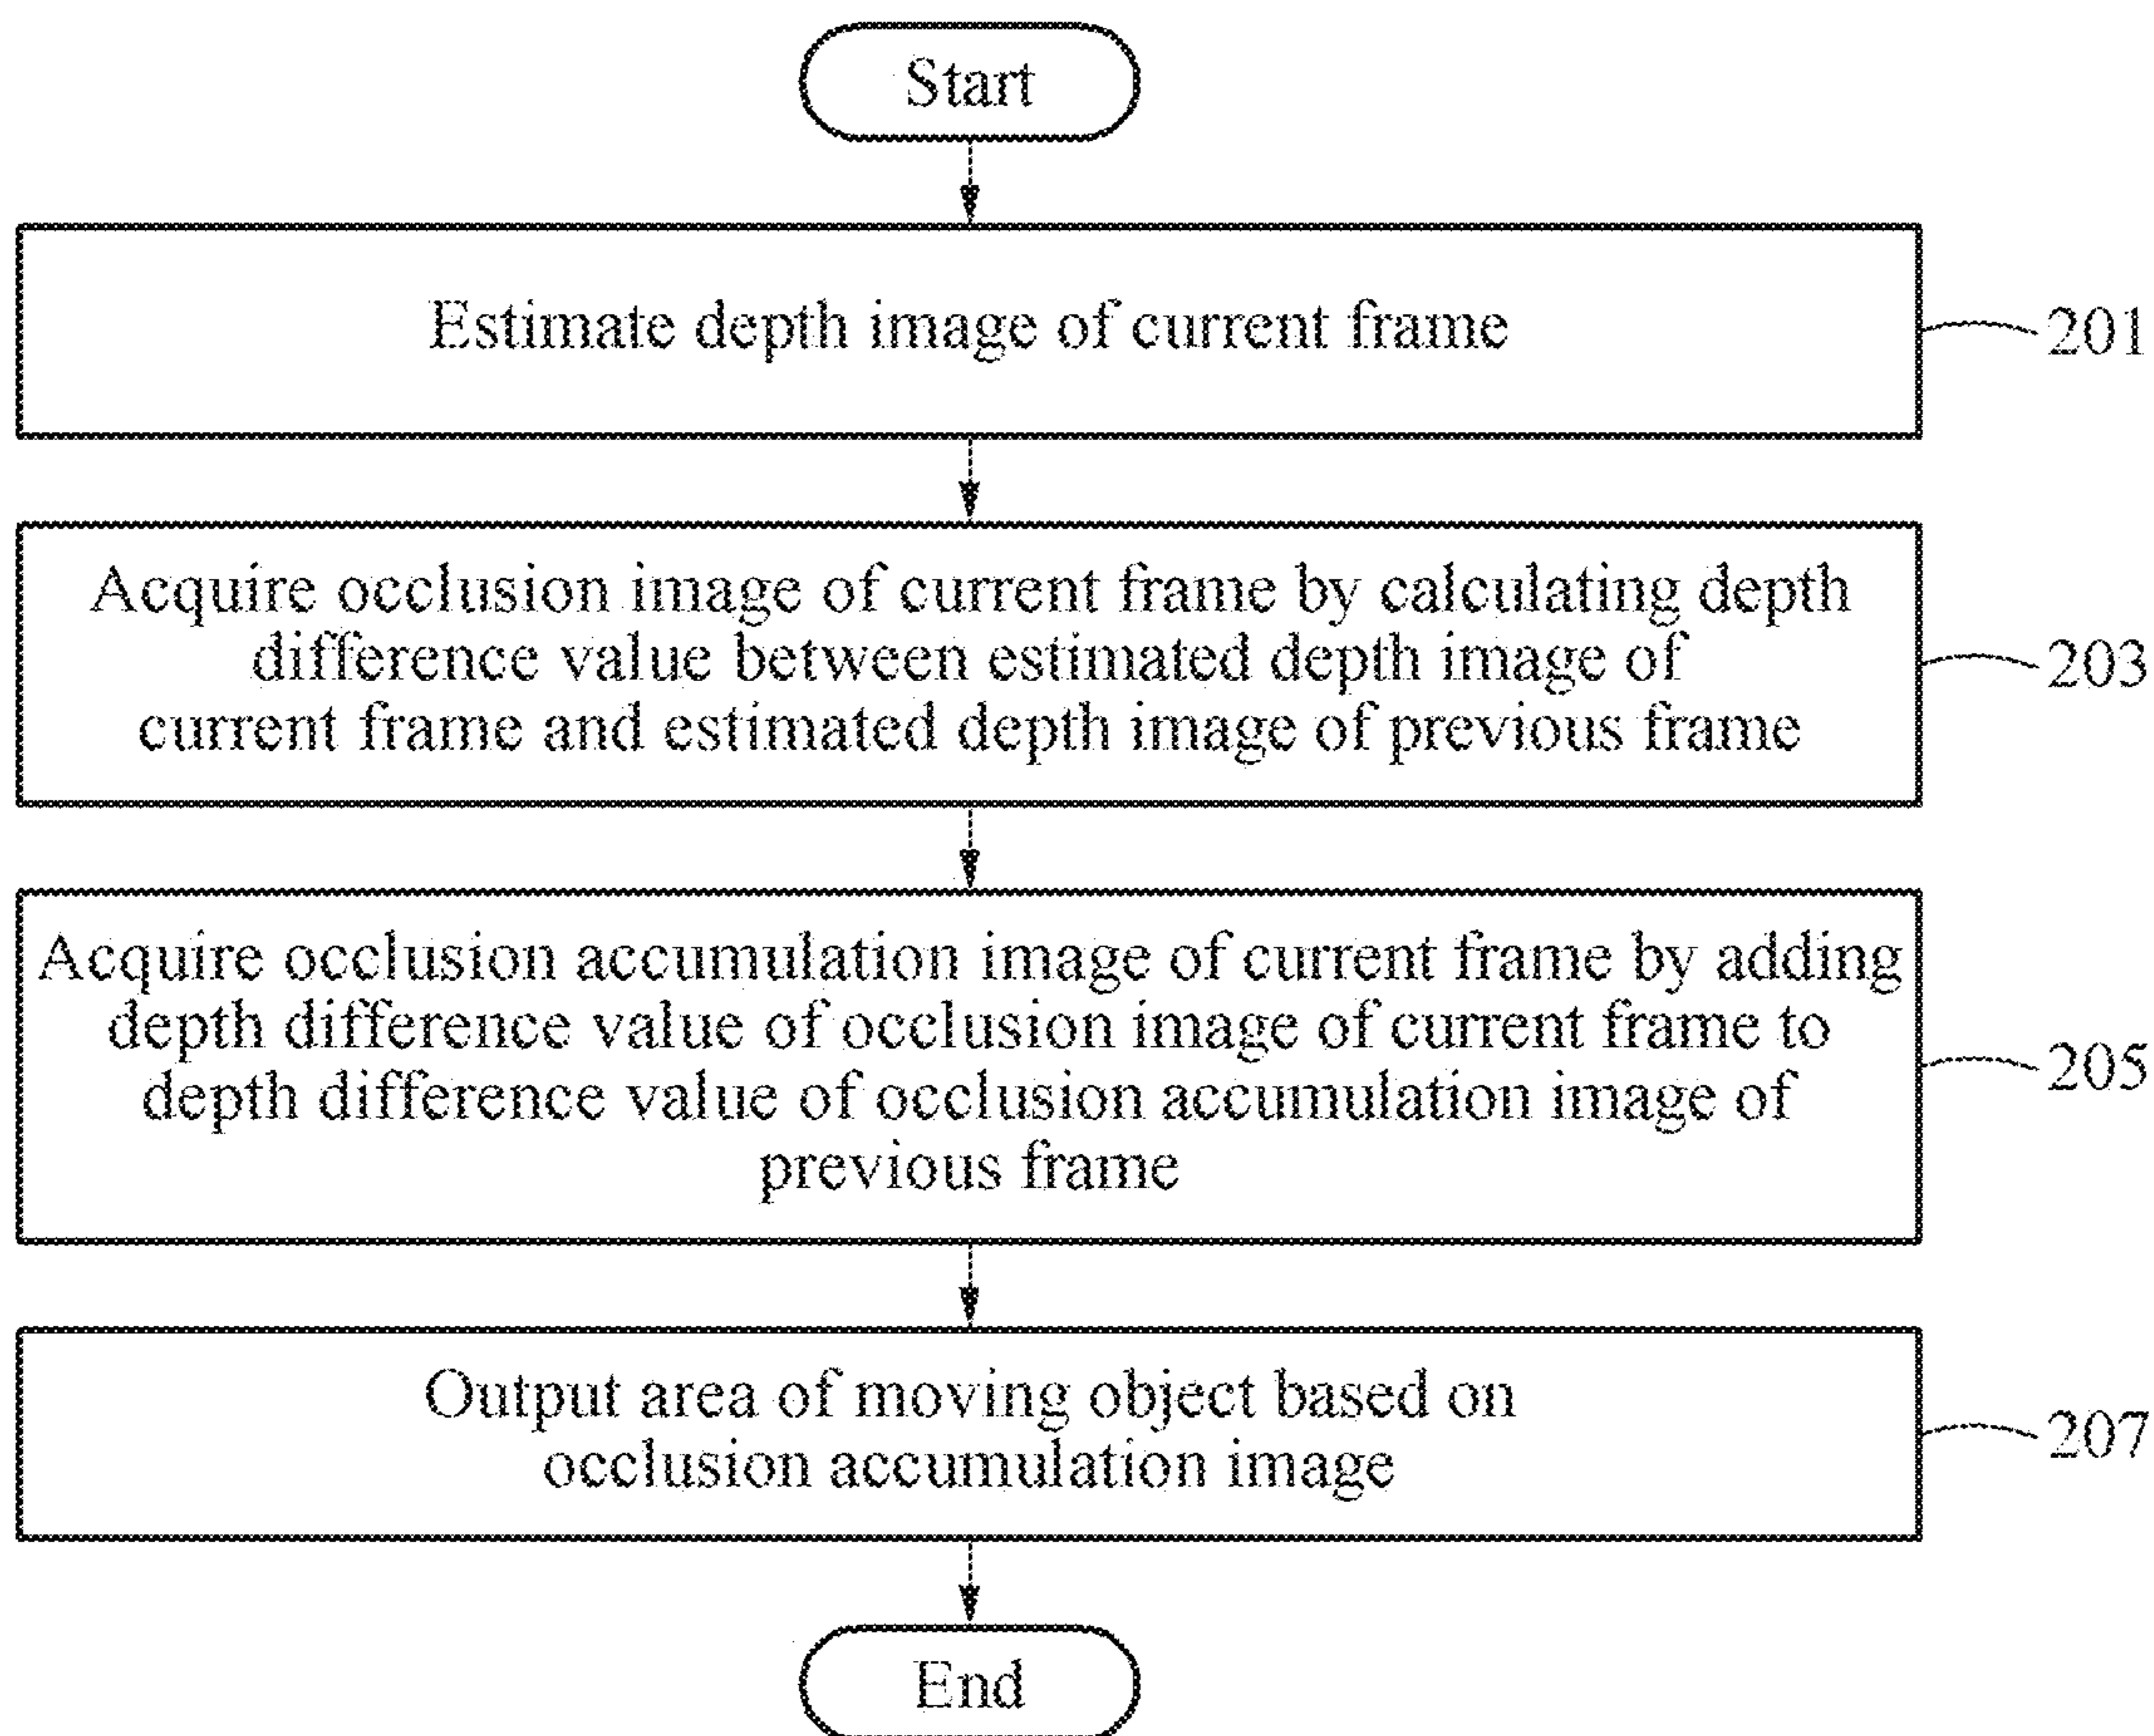 Start
Estimate depth image of current frame
201
Acquire occlusion image of current frame by calculating depth
difference value between estimated depth image of
current frame and estimated depth image of previous frame
203
Acquire occlusion accumulation image of current frame by adding
depth difference value of occlusion image of current frame to
depth difference value of occlusion accumulation image of
previous frame
205
Output area of moving object based on
occlusion accumulation image
207
End